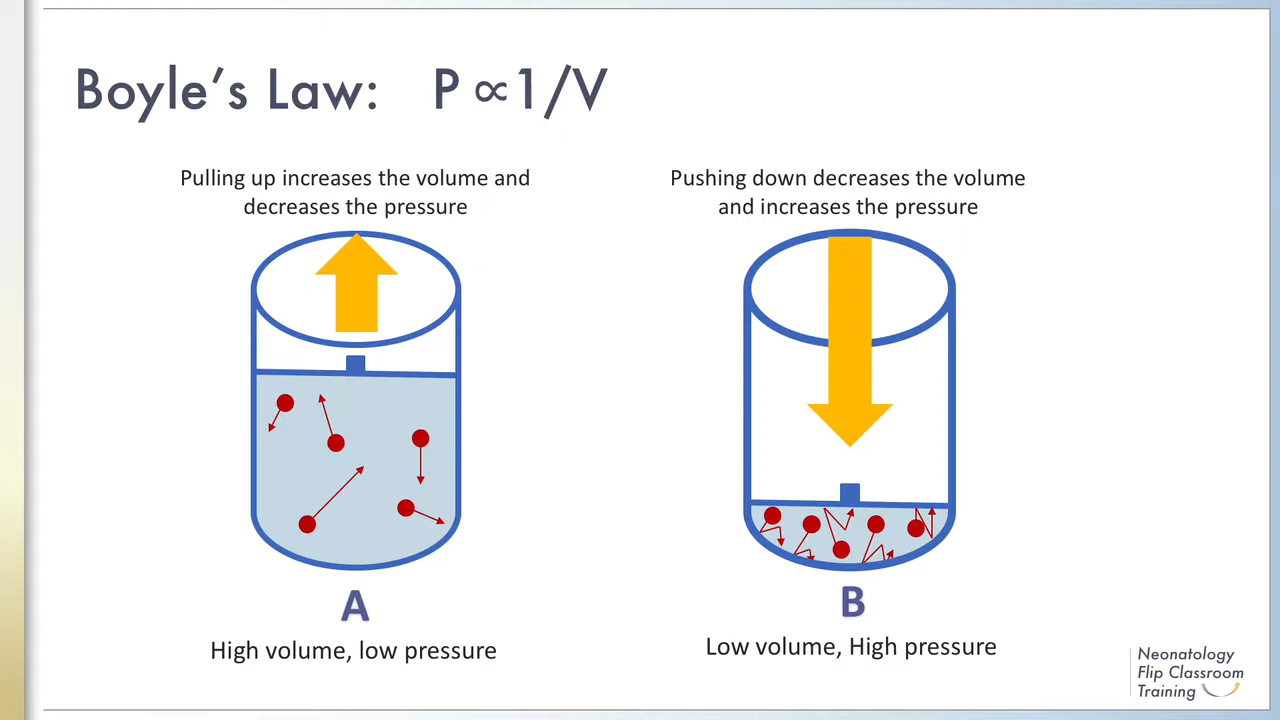 Boyle's Law: P ∝1/V
Pulling up increases the volume and
decreases the pressure
Pushing down decreases the volume
and increases the pressure
A
High volume, low pressure
B
Low volume, High pressure
Neonatology
Flip Classroom
Training